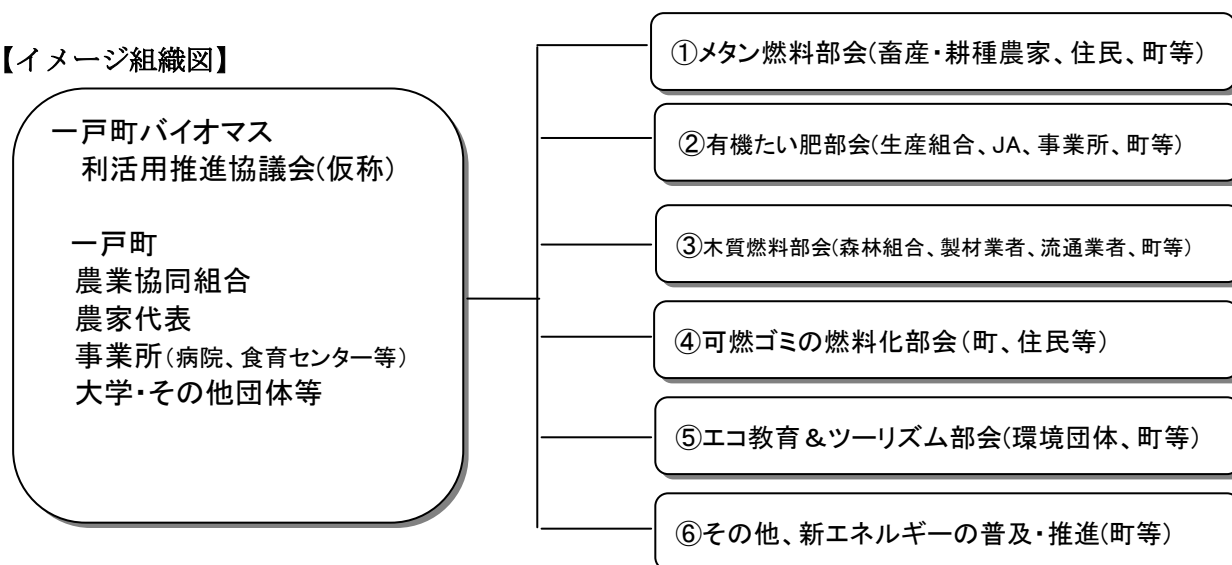 【イメージ組織図】
一戸町バイオマス
利活用推進協議会(仮称)
一戸町
農業協同組合
農家代表
事業所(病院、食育センター等)
大学・その他団体等
①メタン燃料部会(畜産・耕種農家、住民、町等)
②有機たい肥部会(生産組合、JA、事業所、町等)
③木質燃料部会(森林組合、製材業者、流通業者、町等)
④可燃ゴミの燃料化部会(町、住民等)
⑤エコ教育&ツーリズム部会(環境団体、町等)
⑥その他、新エネルギーの普及・推進(町等)